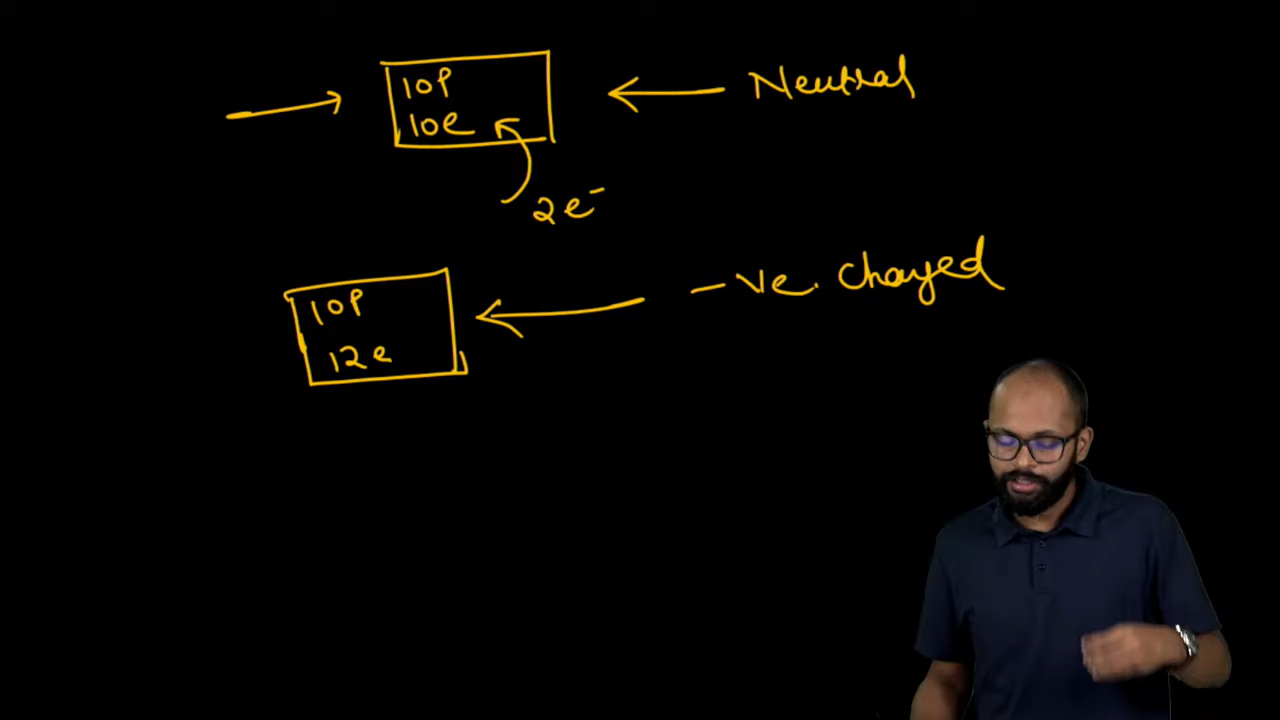 10P
10e
Neutral
2e⁻
10P
12e
-ve. Charged